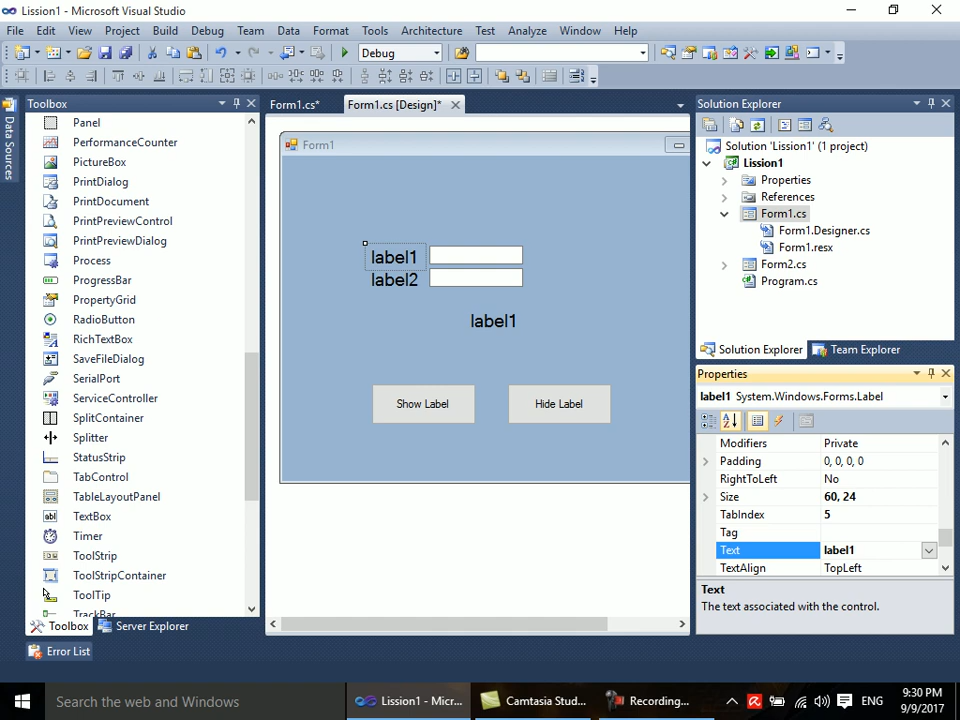 Lission1 - Microsoft Visual Studio
File Edit View Project Build Debug Team Data Format Tools Architecture Test Analyze Window Help
Debug
Data Sources
Toolbox
Panel
PerformanceCounter
PictureBox
PrintDialog
PrintDocument
PrintPreviewControl
PrintPreviewDialog
Process
ProgressBar
PropertyGrid
RadioButton
RichTextBox
SaveFileDialog
SerialPort
ServiceController
SplitContainer
Splitter
StatusStrip
TabControl
TableLayoutPanel
TextBox
Timer
ToolStrip
ToolStripContainer
ToolTip
TrackBar
Toolbox Server Explorer
Error List
Form1.cs* Form1.cs [Design]*
Form1
label1
label2
label1
Show Label Hide Label
Solution Explorer
Solution 'Lission1' (1 project)
Lission1
Properties
References
Form1.cs
Form1.Designer.cs
Form1.resx
Form2.cs
Program.cs
Solution Explorer Team Explorer
Properties
label1 System.Windows.Forms.Label
Modifiers Private
Padding 0, 0, 0, 0
RightToLeft No
Size 60, 24
TabIndex 5
Tag
Text label1
TextAlign TopLeft
Text
The text associated with the control.
Search the web and Windows
Lission1 - Micr...
Camtasia Stud...
Recording...
ENG
9:30 PM
9/9/2017